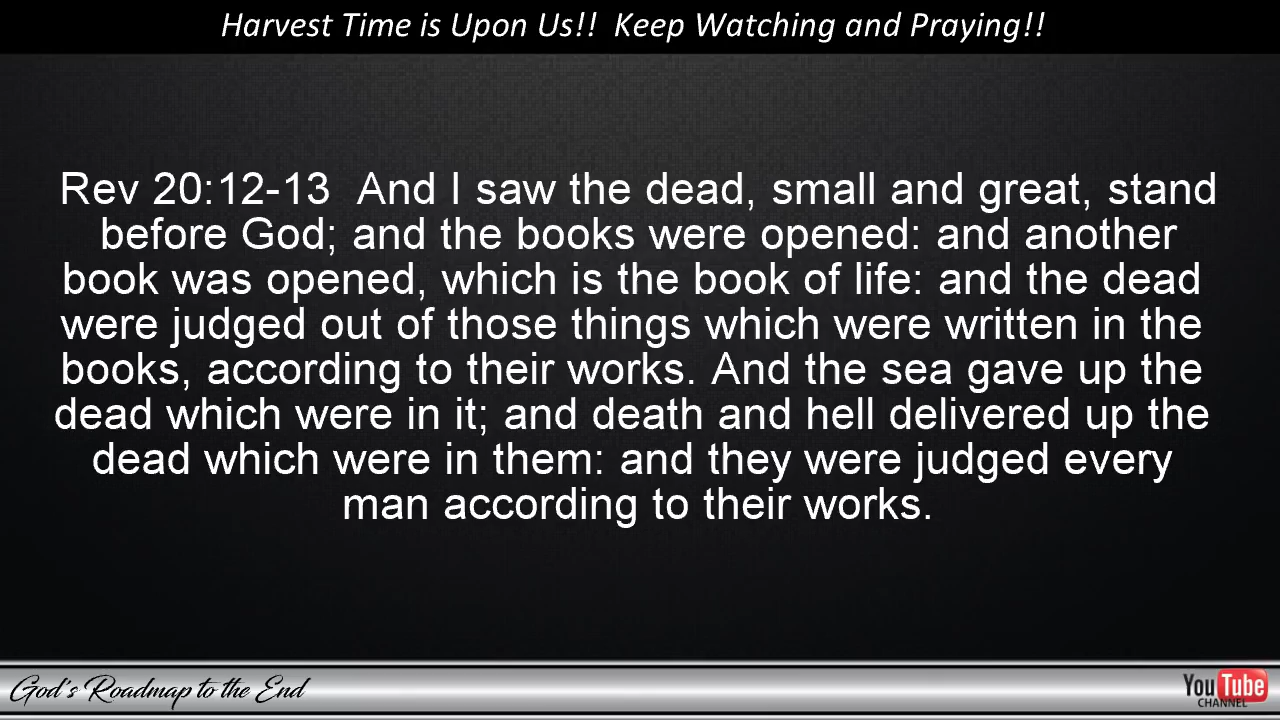 Harvest Time is Upon Us!!  Keep Watching and Praying!!
Rev 20:12-13  And I saw the dead, small and great, stand
before God; and the books were opened: and another
book was opened, which is the book of life: and the dead
were judged out of those things which were written in the
books, according to their works. And the sea gave up the
dead which were in it; and death and hell delivered up the
dead which were in them: and they were judged every
man according to their works.
God's Roadmap to the End
YouTube
CHANNEL